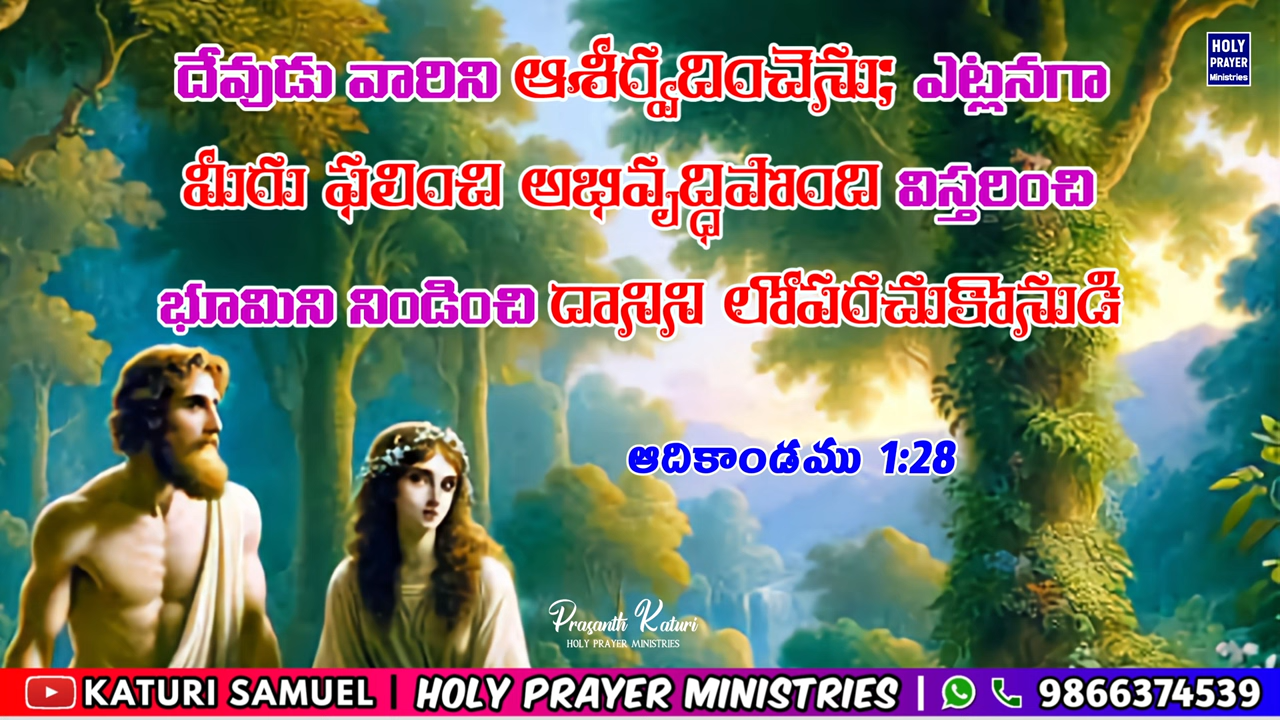 HOLY
PRAYER
Ministries
దేవుడు వారిని ఆశీర్వదించెను; ఎట్లనగా
మీరు ఫలించి అభివృద్ధిపొంది విస్తరించి
భూమిని నిండించి దానిని లోపరచుకొనుడి
ఆదికాండము 1:28
Prasanth Katuri
HOLY PRAYER MINISTRIES
KATURI SAMUEL | HOLY PRAYER MINISTRIES | 9866374539